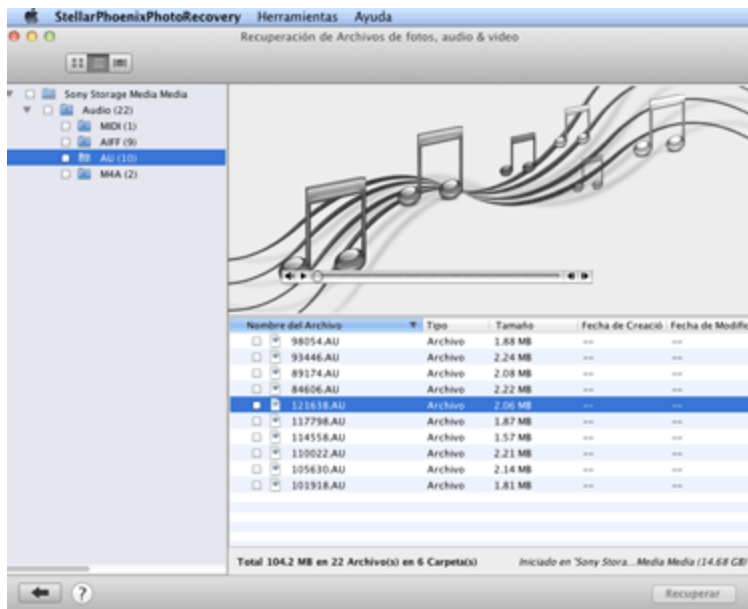 StellarPhoenixPhotoRecovery Herramientas Ayuda
Recuperación de Archivos de fotos, audio & video
Sony Storage Media Media
Audio (22)
MIDI (1)
AIFF (9)
AU (10)
M4A (2)
Nombre del Archivo Tipo Tamaño Fecha de Creació Fecha de Modific
98054.AU Archivo 1.88 MB -- --
93446.AU Archivo 2.24 MB -- --
89174.AU Archivo 2.08 MB -- --
84606.AU Archivo 2.22 MB -- --
121638.AU Archivo 2.06 MB -- --
117798.AU Archivo 1.87 MB -- --
114558.AU Archivo 1.57 MB -- --
110022.AU Archivo 2.21 MB -- --
105630.AU Archivo 2.14 MB -- --
101918.AU Archivo 1.81 MB -- --
Total 104.2 MB en 22 Archivo(s) en 6 Carpeta(s) Iniciado en 'Sony Stora...Media Media (14.68 GB)
?
Recuperar